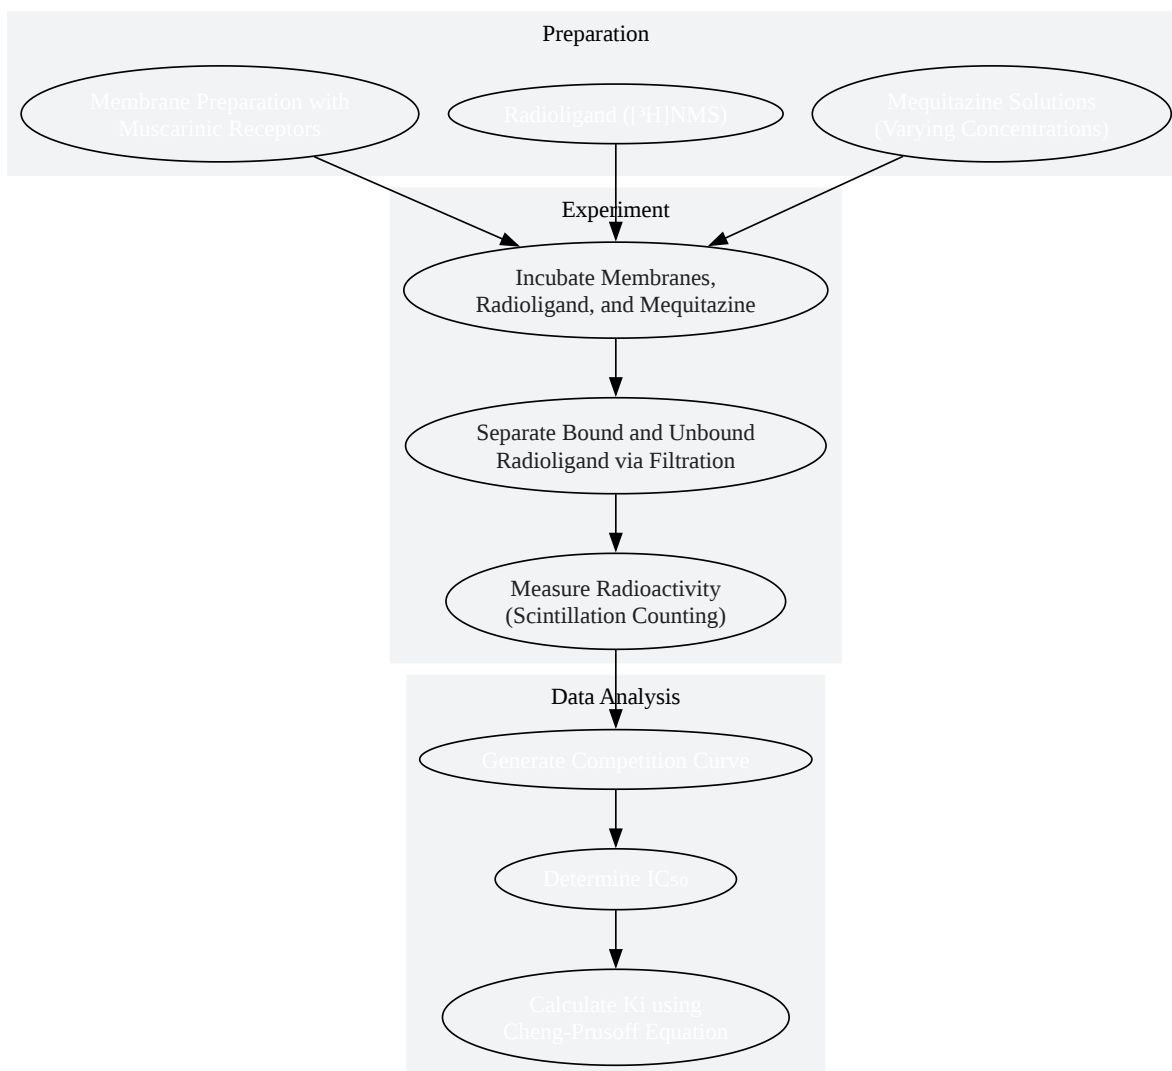 Preparation
Membrane Preparation with
Muscarinic Receptors
Radioligand ([³H]NMS)
Mequitazine Solutions
(Varying Concentrations)
Experiment
Incubate Membranes,
Radioligand, and Mequitazine
Separate Bound and Unbound
Radioligand via Filtration
Measure Radioactivity
(Scintillation Counting)
Data Analysis
Generate Competition Curve
Determine IC₅₀
Calculate Ki using
Cheng-Prusoff Equation